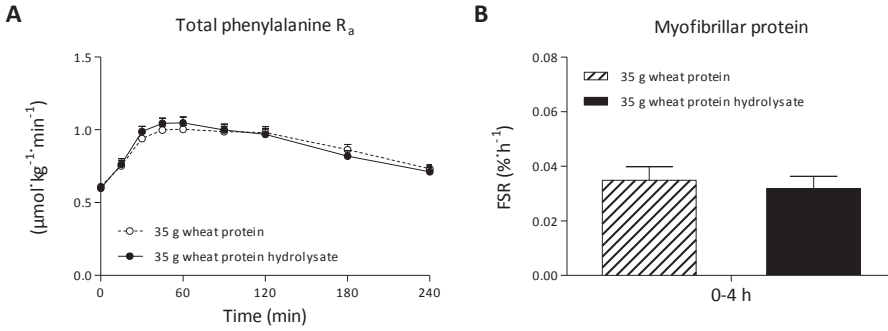 A
Total phenylalanine Rₐ
(µmol·kg⁻¹·min⁻¹)
1.5
1.0
0.5
0.0
35 g wheat protein
35 g wheat protein hydrolysate
0 60 120 180 240
Time (min)
B
Myofibrillar protein
FSR (%·h⁻¹)
0.08
0.06
0.04
0.02
0.00
35 g wheat protein
35 g wheat protein hydrolysate
0-4 h